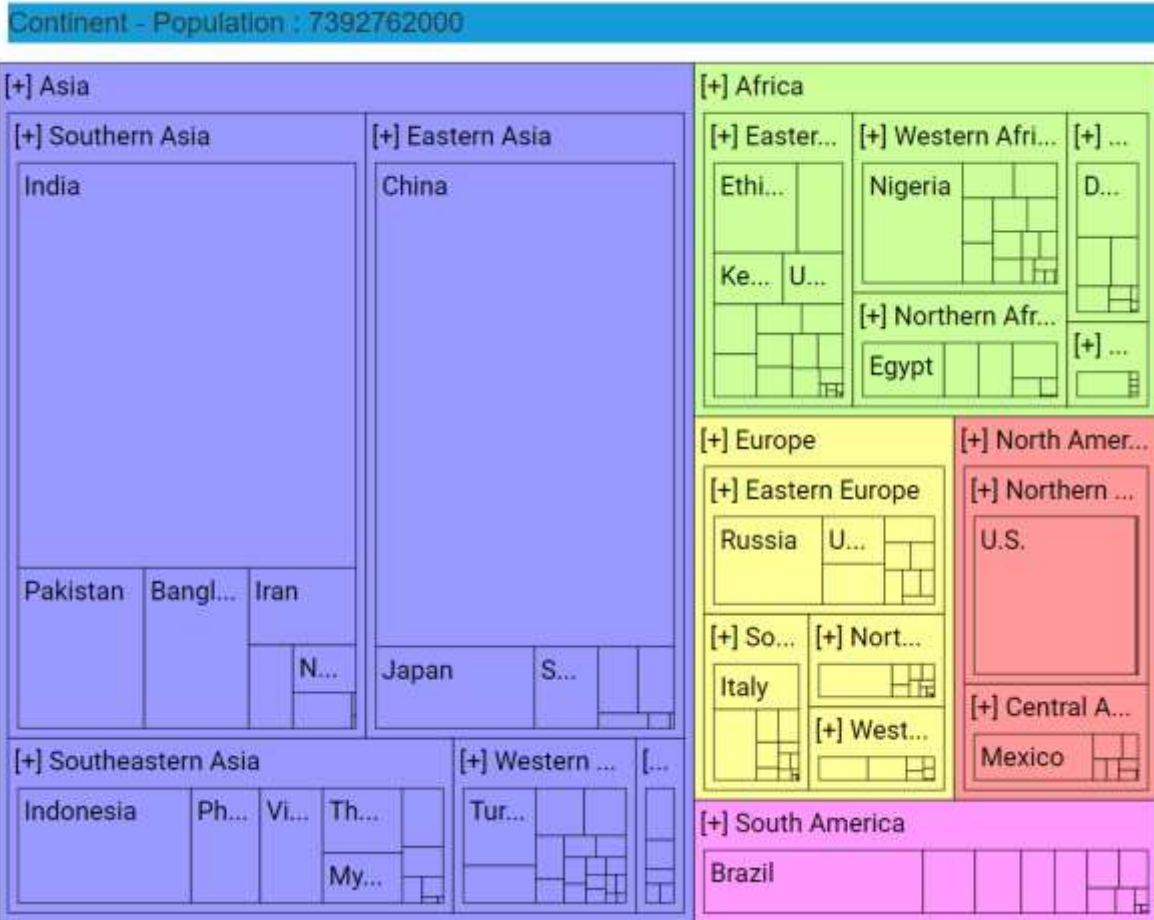 Continent - Population : 7392762000
[+] Asia
[+] Southern Asia
India
Pakistan
Bangl...
Iran
N...
[+] Eastern Asia
China
Japan
S...
[+] Southeastern Asia
Indonesia
Ph...
Vi...
Th...
My...
[+] Western ...
Tur...
[...
[+] Africa
[+] Easter...
Ethi...
Ke...
U...
[+] Western Afri...
Nigeria
[+] Northern Afr...
Egypt
[+] ...
D...
[+] ...
[+] Europe
[+] Eastern Europe
Russia
U...
[+] So...
Italy
[+] Nort...
[+] West...
[+] North Amer...
[+] Northern ...
U.S.
[+] Central A...
Mexico
[+] South America
Brazil